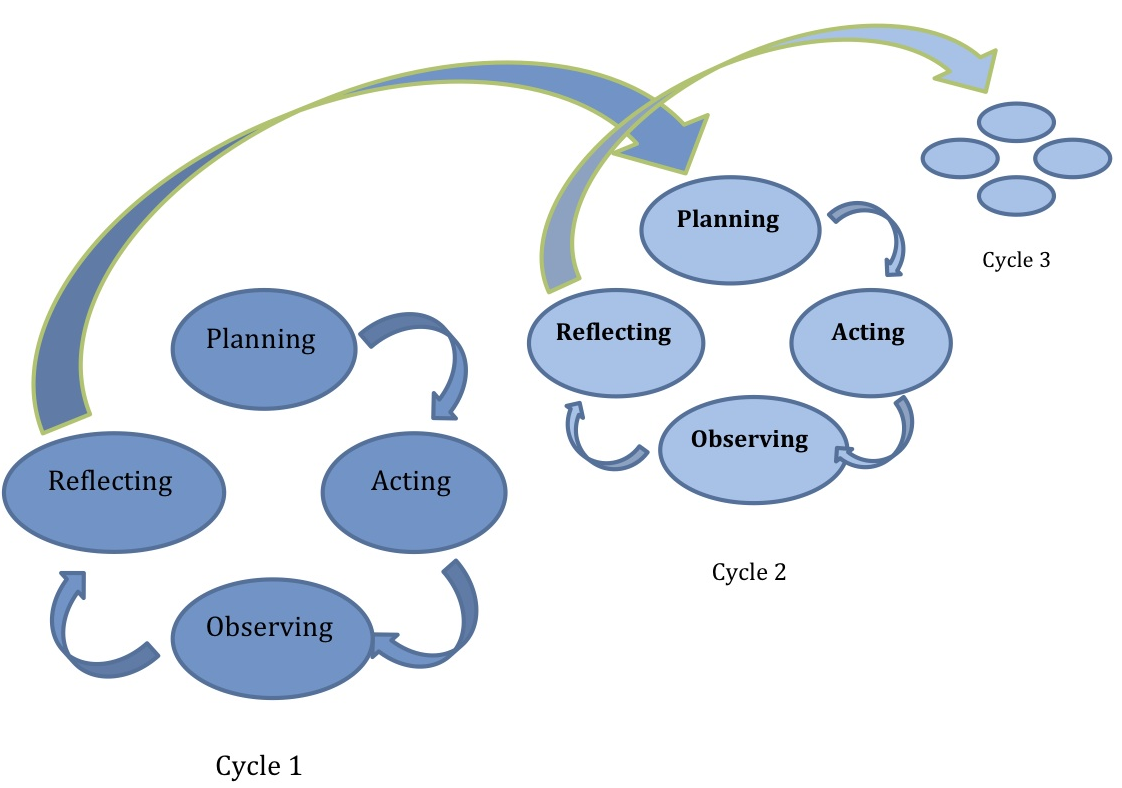 Planning
Acting
Observing
Reflecting
Cycle 1
Planning
Acting
Observing
Reflecting
Cycle 2
Cycle 3